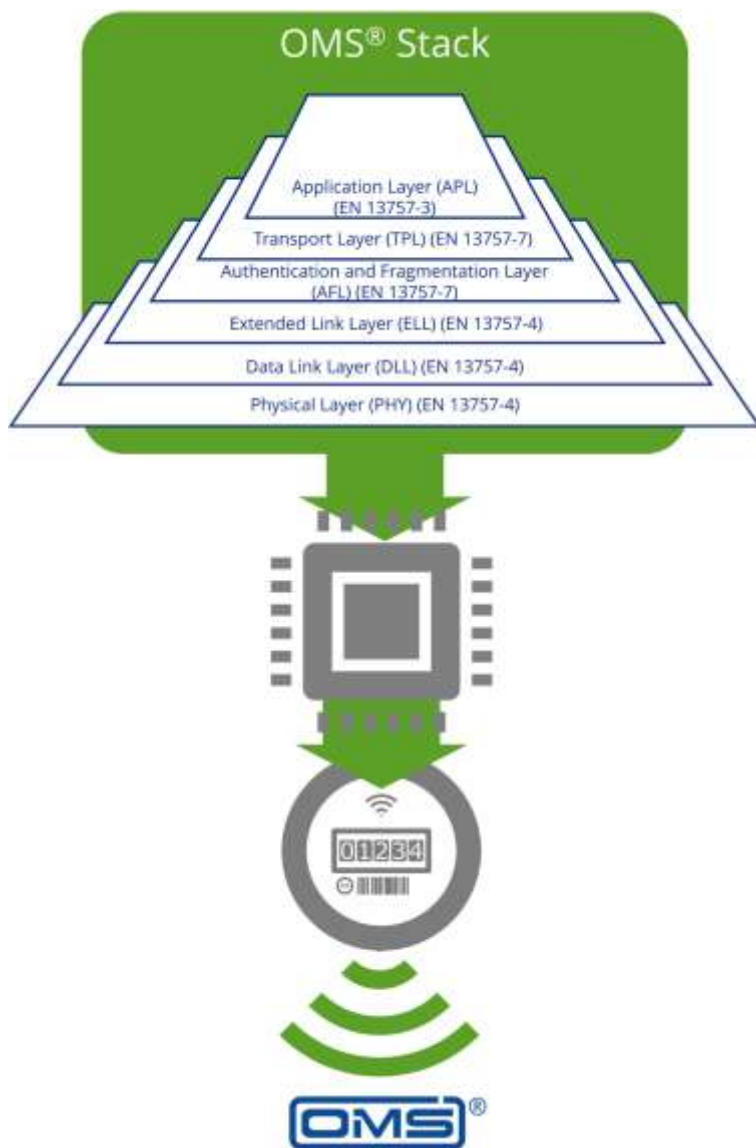 OMS® Stack
Application Layer (APL)
(EN 13757-3)
Transport Layer (TPL) (EN 13757-7)
Authentication and Fragmentation Layer
(AFL) (EN 13757-7)
Extended Link Layer (ELL) (EN 13757-4)
Data Link Layer (DLL) (EN 13757-4)
Physical Layer (PHY) (EN 13757-4)
01234
OMS®